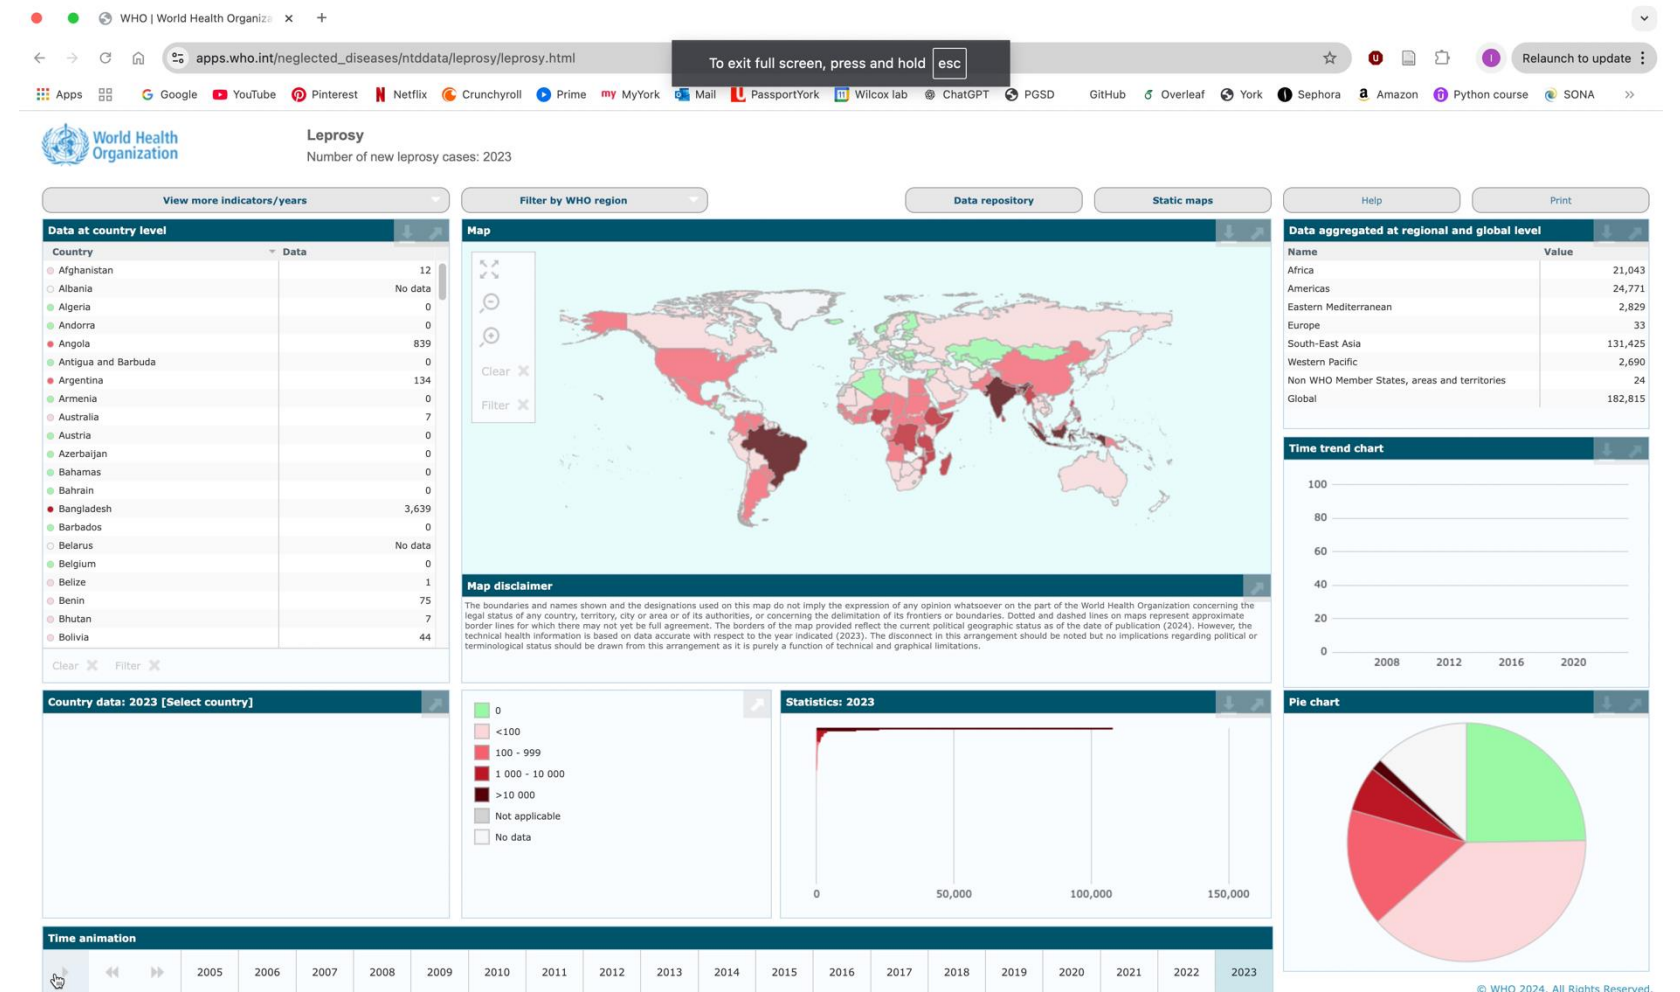 WHO | World Health Organiza
apps.who.int/neglected_diseases/ntddata/leprosy/leprosy.html
To exit full screen, press and hold esc
Relaunch to update
Apps Google YouTube Pinterest Netflix Crunchyroll Prime MyYork Mail PassportYork Wilcox lab ChatGPT PGSD GitHub Overleaf York Sephora Amazon Python course SONA
World Health
Organization
Leprosy
Number of new leprosy cases: 2023
View more indicators/years
Filter by WHO region
Data repository
Static maps
Help
Print
Data at country level
Country Data
Afghanistan 12
Albania No data
Algeria 0
Andorra 0
Angola 839
Antigua and Barbuda 0
Argentina 134
Armenia 0
Australia 7
Austria 0
Azerbaijan 0
Bahamas 0
Bahrain 0
Bangladesh 3,639
Barbados 0
Belarus No data
Belgium 0
Belize 1
Benin 75
Bhutan 7
Bolivia 44
Clear Filter
Map
Clear
Filter
Map disclaimer
The boundaries and names shown and the designations used on this map do not imply the expression of any opinion whatsoever on the part of the World Health Organization concerning the
legal status of any country, territory, city or area or of its authorities, or concerning the delimitation of its frontiers or boundaries. Dotted and dashed lines on maps represent approximate
border lines for which there may not yet be full agreement. The borders of the map provided reflect the current political geographic status as of the date of publication (2024). However, the
technical health information is based on data accurate with respect to the year indicated (2023). The disconnect in this arrangement should be noted but no implications regarding political or
terminological status should be drawn from this arrangement as it is purely a function of technical and graphical limitations.
Data aggregated at regional and global level
Name Value
Africa 21,043
Americas 24,771
Eastern Mediterranean 2,829
Europe 33
South-East Asia 131,425
Western Pacific 2,690
Non WHO Member States, areas and territories 24
Global 182,815
Time trend chart
100
80
60
40
20
0
2008 2012 2016 2020
Country data: 2023 [Select country]
0
<100
100 - 999
1 000 - 10 000
>10 000
Not applicable
No data
Statistics: 2023
0 50,000 100,000 150,000
Pie chart
Time animation
2005 2006 2007 2008 2009 2010 2011 2012 2013 2014 2015 2016 2017 2018 2019 2020 2021 2022 2023
© WHO 2024. All Rights Reserved.